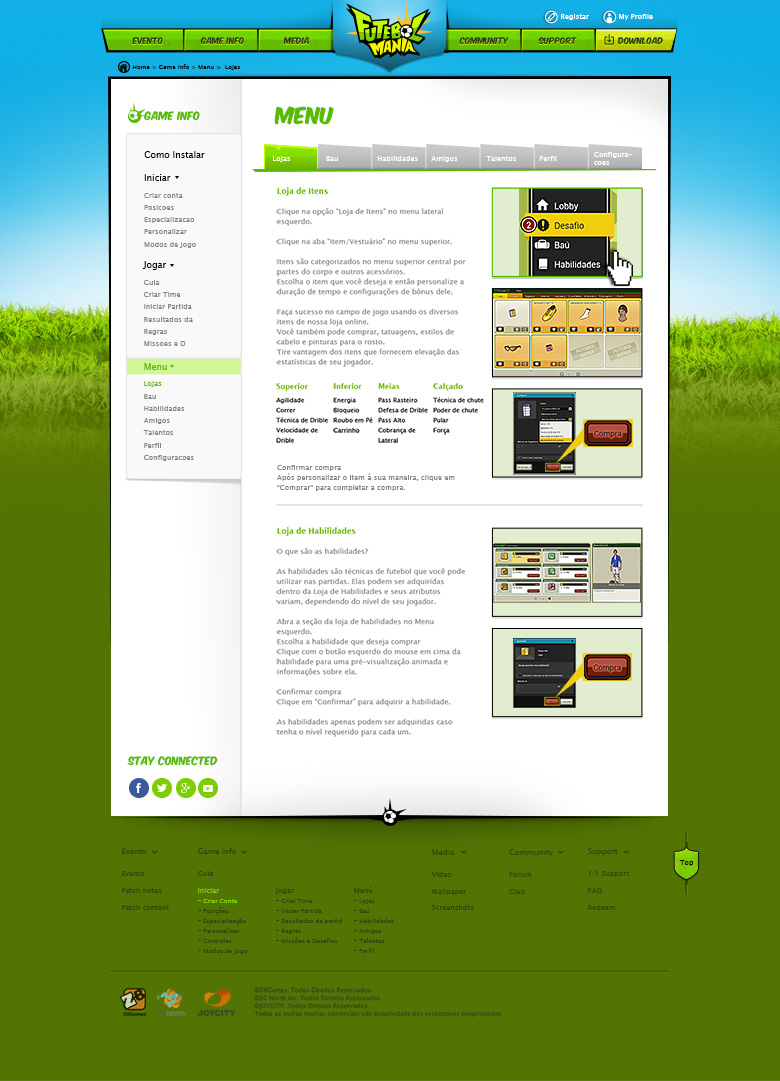 Registar
My Profile
EVENTO
GAME INFO
MEDIA
FUTEBOL
MANIA
COMMUNITY
SUPPORT
DOWNLOAD
Home > Game Info > Menu > Lojas
GAME INFO
Como Instalar
Iniciar
Criar conta
Posicoes
Especializacao
Personalizar
Modos de Jogo
Jogar
Guia
Criar Time
Iniciar Partida
Resultados da
Regras
Missoes e D
Menu
Lojas
Bau
Habilidades
Amigos
Talentos
Perfil
Configuracoes
STAY CONNECTED
MENU
Lojas
Bau
Habilidades
Amigos
Talentos
Perfil
Configura-
coes
Loja de Itens
Clique na opção "Loja de Itens" no menu lateral
esquerdo.
Clique na aba "Item/Vestuário" no menu superior.
Itens são categorizados no menu superior central por
partes do corpo e outros acessórios.
Escolha o item que você deseja e então personalize a
duração de tempo e configurações de bônus dele.
Faça sucesso no campo de jogo usando os diversos
itens de nossa loja online.
Você também pode comprar, tatuagens, estilos de
cabelo e pinturas para o rosto.
Tire vantagem dos itens que fornecem elevação das
estatísticas de seu jogador.
Lobby
2 Desafio
Baú
Habilidades
Compra
Superior Inferior Meias Calçado
Agilidade Energia Pass Rasteiro Técnica de chute
Correr Bloqueio Defesa de Drible Poder de chute
Técnica de Drible Roubo em Pé Pass Alto Pular
Velocidade de Carrinho Cobrança de Força
Drible Lateral
Confirmar compra
Após personalizar o item á sua maneira, clique em
"Comprar" para completar a compra.
Loja de Habilidades
O que são as habilidades?
As habilidades são técnicas de futebol que você pode
utilizar nas partidas. Elas podem ser adquiridas
dentro da Loja de Habilidades e seus atributos
variam, dependendo do nível de seu jogador.
Abra a seção da loja de habilidades no Menu
esquerdo.
Escolha a habilidade que deseja comprar
Clique com o botão esquerdo do mouse em cima da
habilidade para uma pré-visualização animada e
informações sobre ela.
Confirmar compra
Clique em "Confirmar" para adquirir a habilidade.
As habilidades apenas podem ser adquiridas caso
tenha o nível requerido para cada um.
Compra
Top
Evento
Evento
Patch notes
Patch content
Game info
Guia
Iniciar
- Criar Conta
- Posições
- Especialização
- Personalizar
- Controles
- Modos de Jogo
Jogar
- Criar Time
- Iniciar Partida
- Resultados de partid
- Regras
- Missões e Desafios
Menú
- Lojas
- Baú
- Habilidades
- Amigos
- Talentos
- Perfil
Media
Video
Wallpaper
Screenshots
Community
Forum
Club
Support
1:1 Support
FAQ
Redeem
Z8Games
NORTH
JOYCITY
©Z8Games. Todos Direitos Reservados.
©SG North Inc. Todos Direitos Reservados.
©JOYCITY. Todos Direitos Reservados.
Todas as outras marcas comerciais são propriedade dos respectivos proprietários.